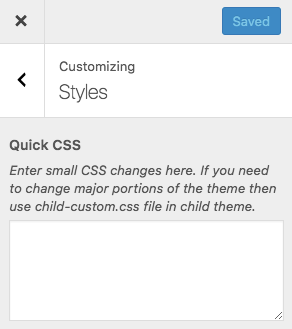 Saved
Customizing
Styles
Quick CSS
Enter small CSS changes here. If you need
to change major portions of the theme then
use child-custom.css file in child theme.